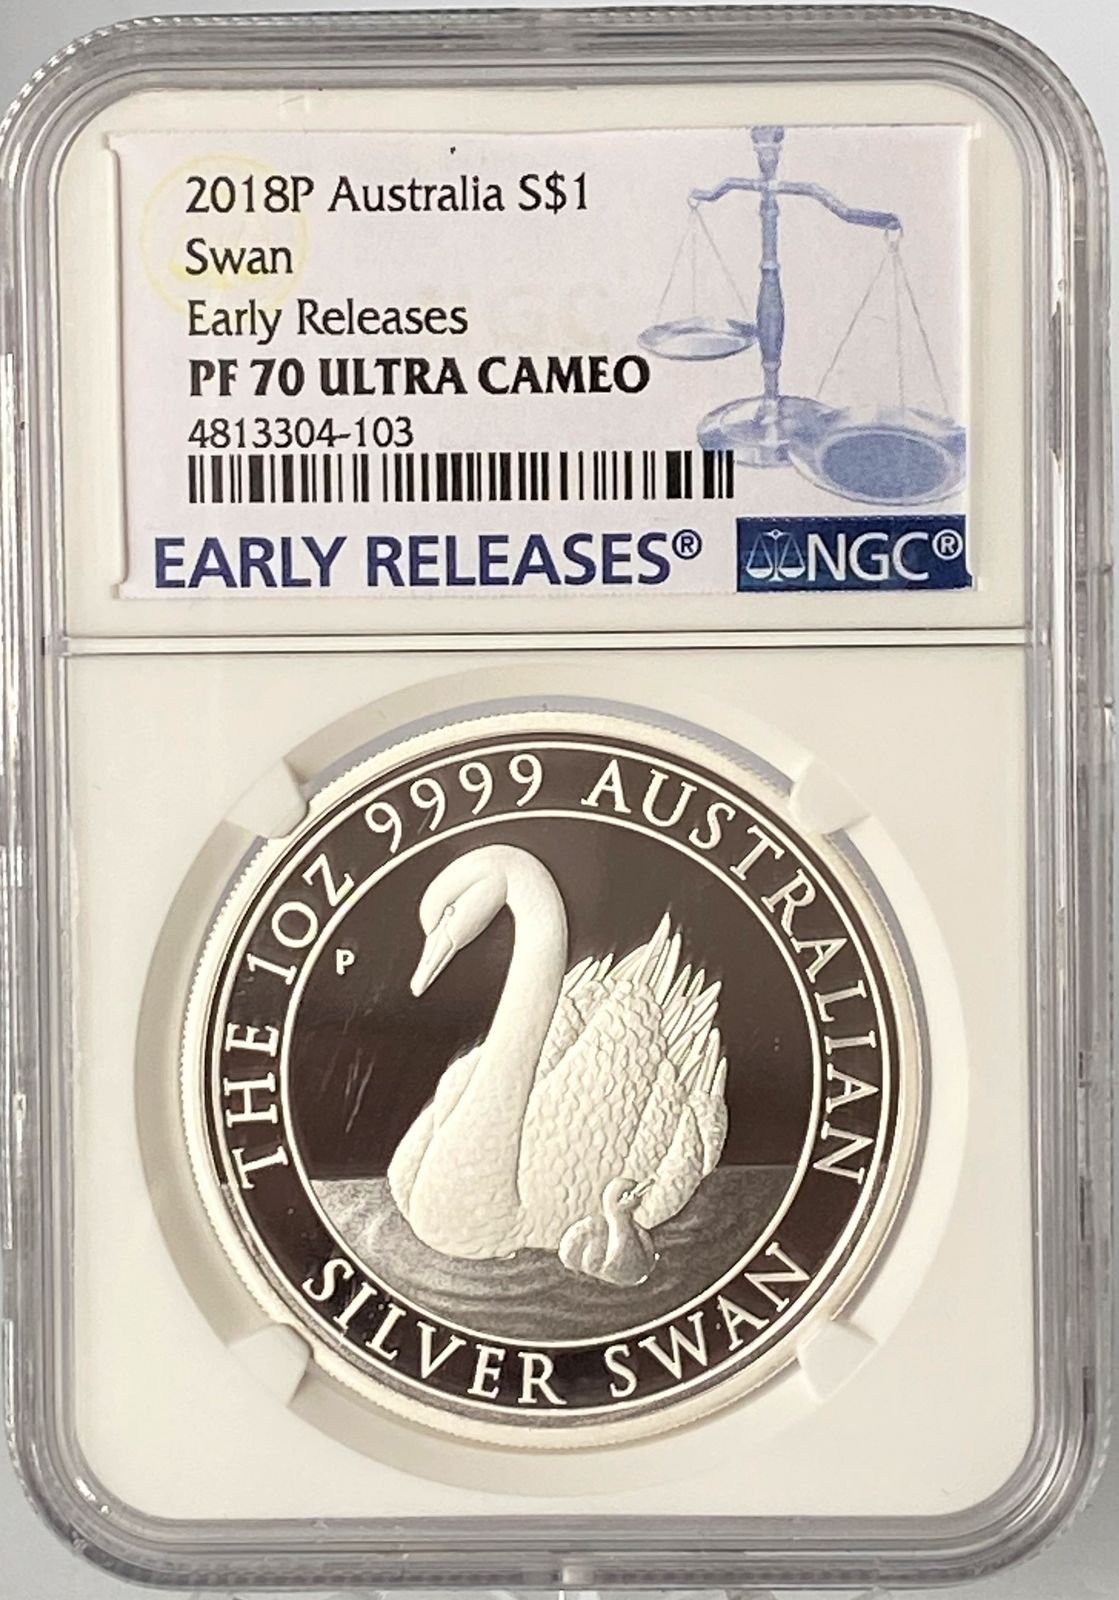 2018P Australia S$1
Swan
Early Releases
PF 70 ULTRA CAMEO
4813304-103
EARLY RELEASES® NGC®
THE 1OZ 9999 AUSTRALIAN
P
SILVER SWAN